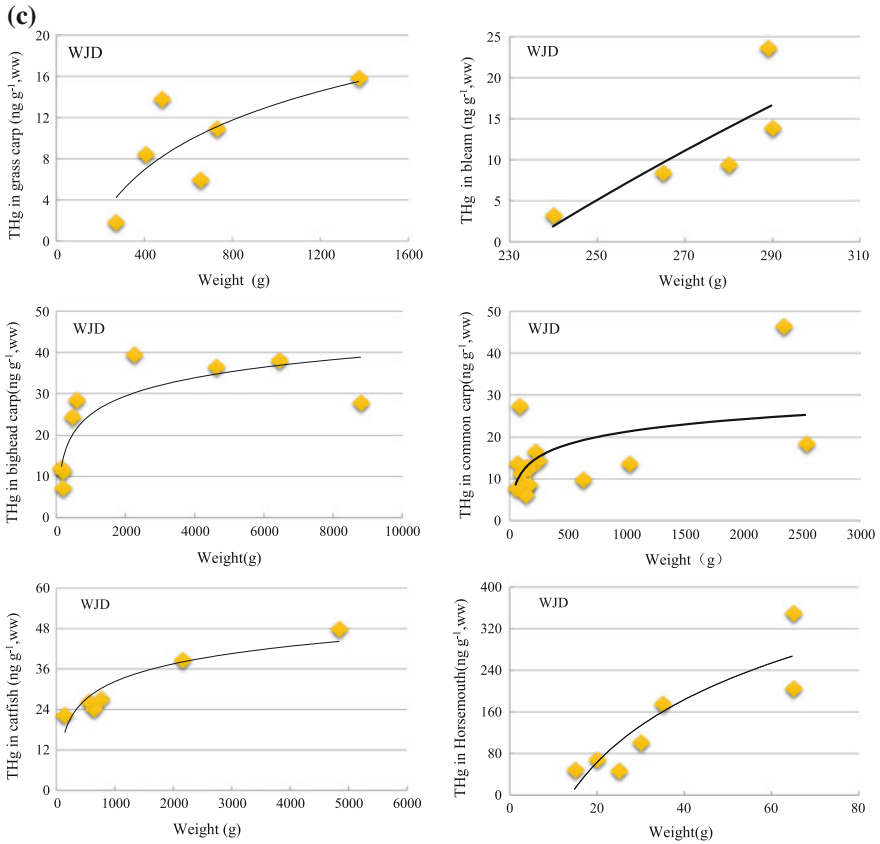 (c)
WJD
THg in grass carp (ng g-1,ww)
20
16
12
8
4
0
0 400 800 1200 1600
Weight (g)
WJD
THg in bleam (ng g-1,ww)
25
20
15
10
5
0
230 250 270 290 310
Weight (g)
WJD
THg in bighead carp(ng g-1,ww)
50
40
30
20
10
0
0 2000 4000 6000 8000 10000
Weight(g)
WJD
THg in common carp(ng g-1,ww)
50
40
30
20
10
0
0 500 1000 1500 2000 2500 3000
Weight（g）
WJD
THg in catfish (ng g-1,ww)
60
48
36
24
12
0
0 1000 2000 3000 4000 5000 6000
Weight (g)
WJD
THg in Horsemouth(ng g-1,ww)
400
320
240
160
80
0
0 20 40 60 80
Weight(g)